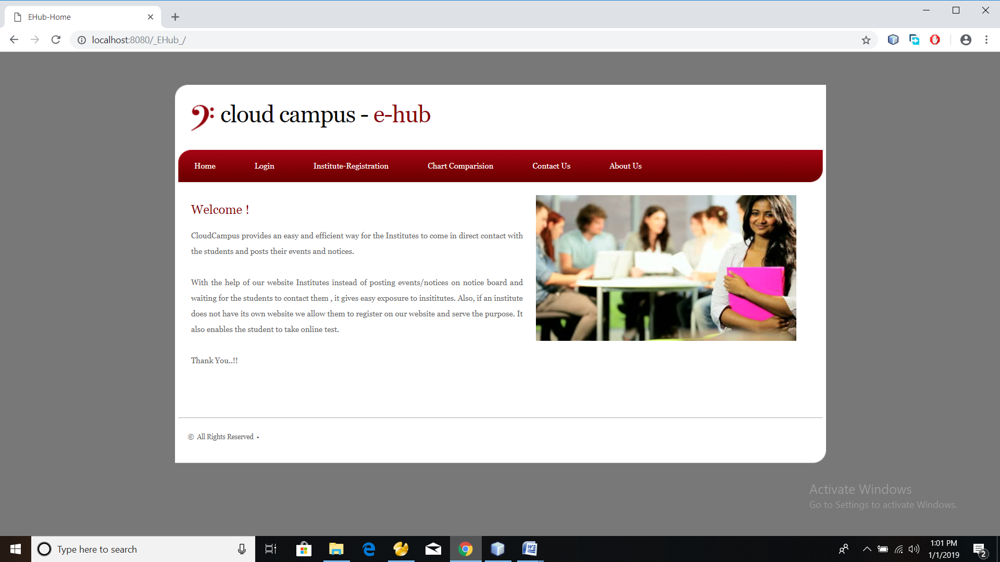 EHub-Home
localhost:8080/_EHub_/
cloud campus - e-hub
Home Login Institute-Registration Chart Comparision Contact Us About Us
Welcome !
CloudCampus provides an easy and efficient way for the Institutes to come in direct contact with
the students and posts their events and notices.
With the help of our website Institutes instead of posting events/notices on notice board and
waiting for the students to contact them , it gives easy exposure to insititutes. Also, if an institute
does not have its own website we allow them to register on our website and serve the purpose. It
also enables the student to take online test.
Thank You..!!
© All Rights Reserved •
Activate Windows
Go to Settings to activate Windows.
Type here to search
1:01 PM
1/1/2019
2